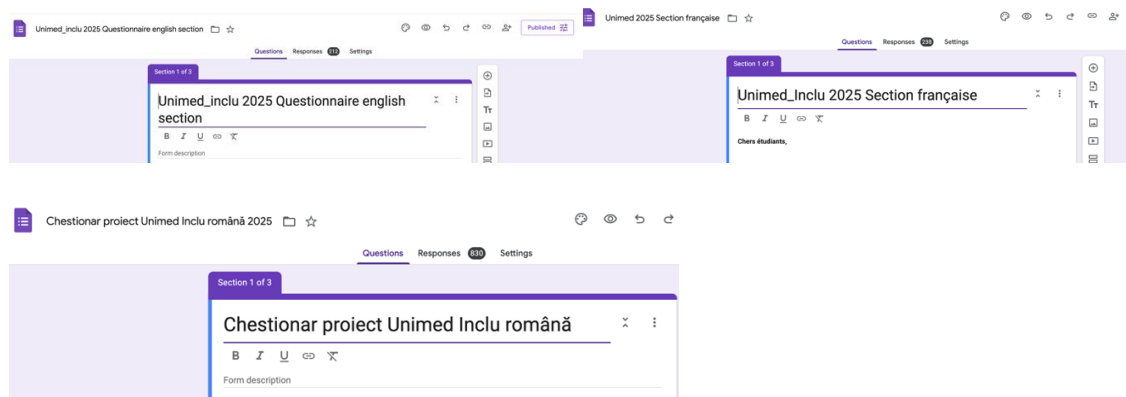 Unimed_inclu 2025 Questionnaire english section
Published
Questions Responses 212 Settings
Section 1 of 3
Unimed_inclu 2025 Questionnaire english
section
B I U
Form description
Tт
Unimed 2025 Section française
Questions Responses 238 Settings
Section 1 of 3
Unimed_Inclu 2025 Section française
B I U
Chers étudiants,
Tт
Chestionar proiect Unimed Inclu română 2025
Questions Responses 830 Settings
Section 1 of 3
Chestionar proiect Unimed Inclu română
B I U
Form description